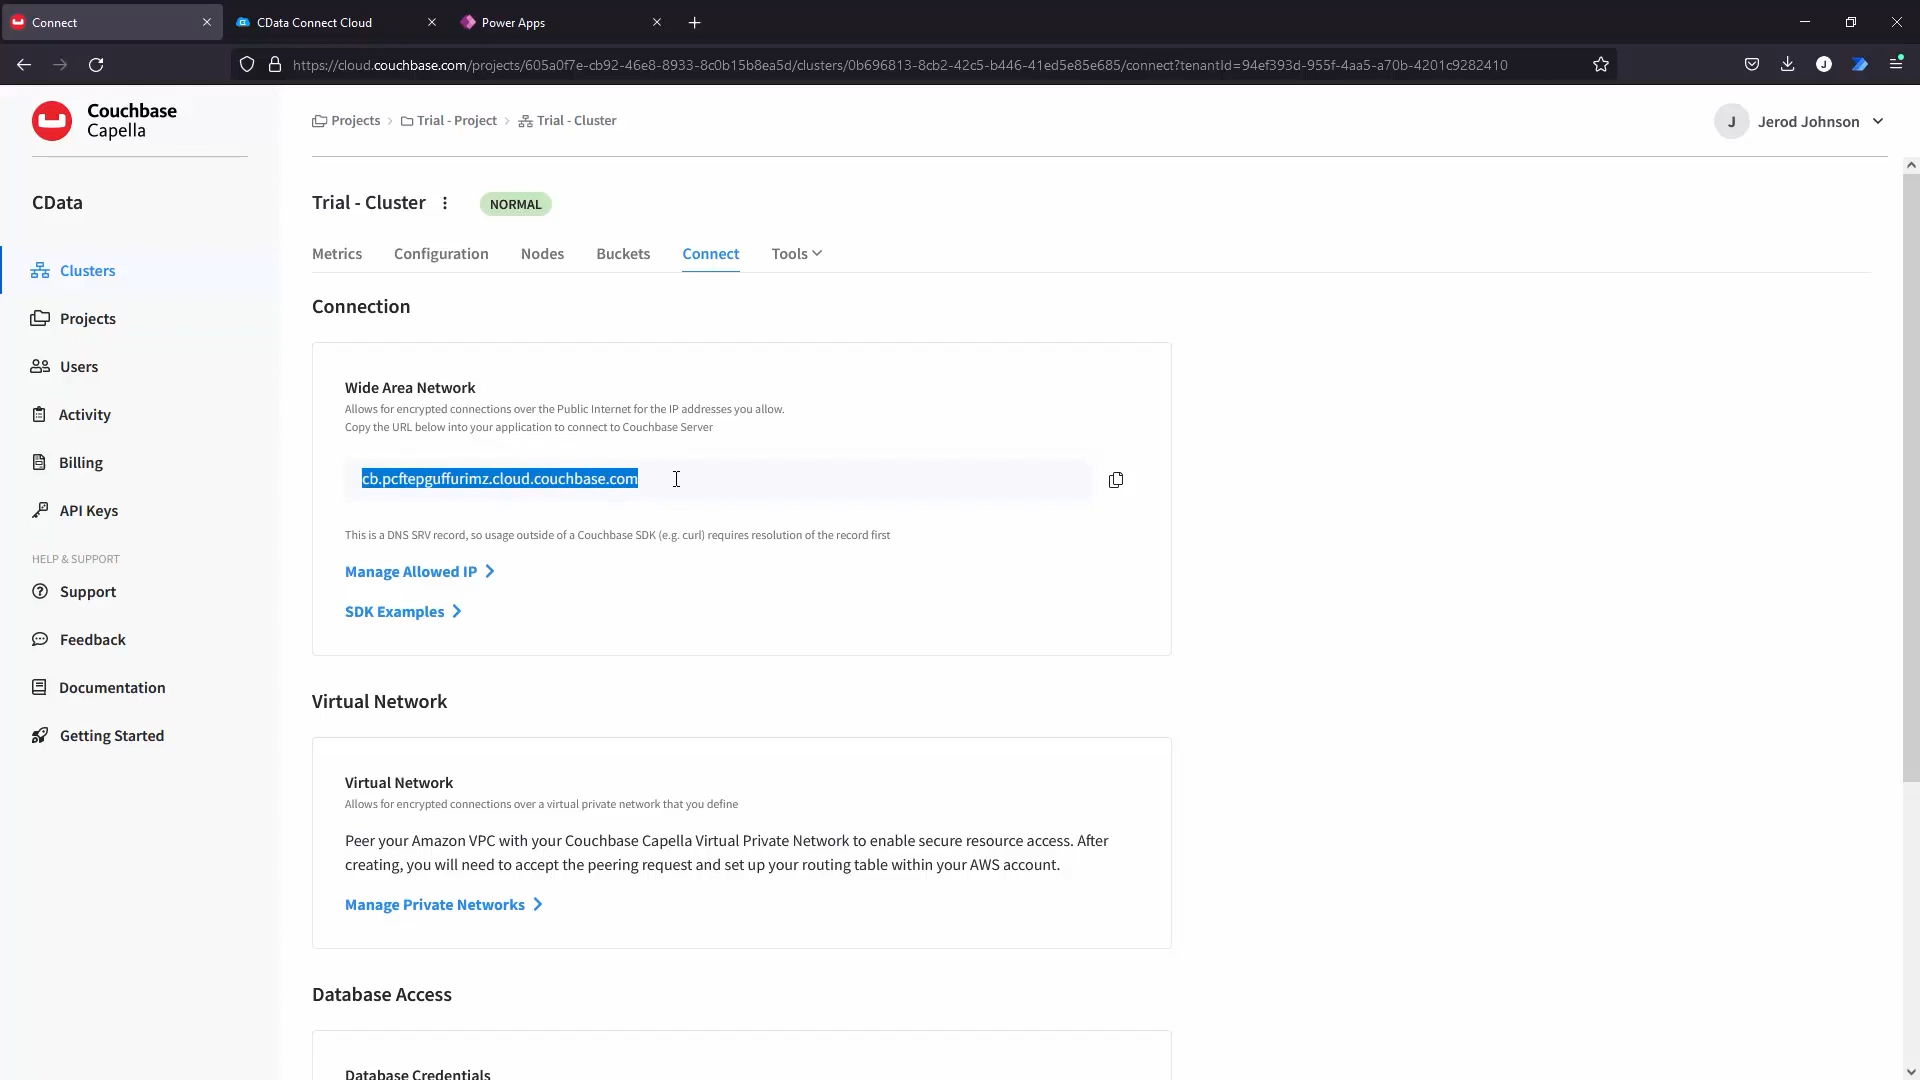 Connect
CData Connect Cloud
Power Apps
https://cloud.couchbase.com/projects/605a0f7e-cb92-46e8-8933-8c0b15b8ea5d/clusters/0b696813-8cb2-42c5-b446-41ed5e85e685/connect?tenantId=94ef393d-955f-4aa5-a70b-4201c9282410
J
Couchbase
Capella
Projects
Trial - Project
Trial - Cluster
J
Jerod Johnson
CData
Clusters
Projects
Users
Activity
Billing
API Keys
HELP & SUPPORT
Support
Feedback
Documentation
Getting Started
Trial - Cluster
NORMAL
Metrics
Configuration
Nodes
Buckets
Connect
Tools
Connection
Wide Area Network
Allows for encrypted connections over the Public Internet for the IP addresses you allow.
Copy the URL below into your application to connect to Couchbase Server
cb.pcftepguffurimz.cloud.couchbase.com
This is a DNS SRV record, so usage outside of a Couchbase SDK (e.g. curl) requires resolution of the record first
Manage Allowed IP
SDK Examples
Virtual Network
Virtual Network
Allows for encrypted connections over a virtual private network that you define
Peer your Amazon VPC with your Couchbase Capella Virtual Private Network to enable secure resource access. After
creating, you will need to accept the peering request and set up your routing table within your AWS account.
Manage Private Networks
Database Access
Database Credentials